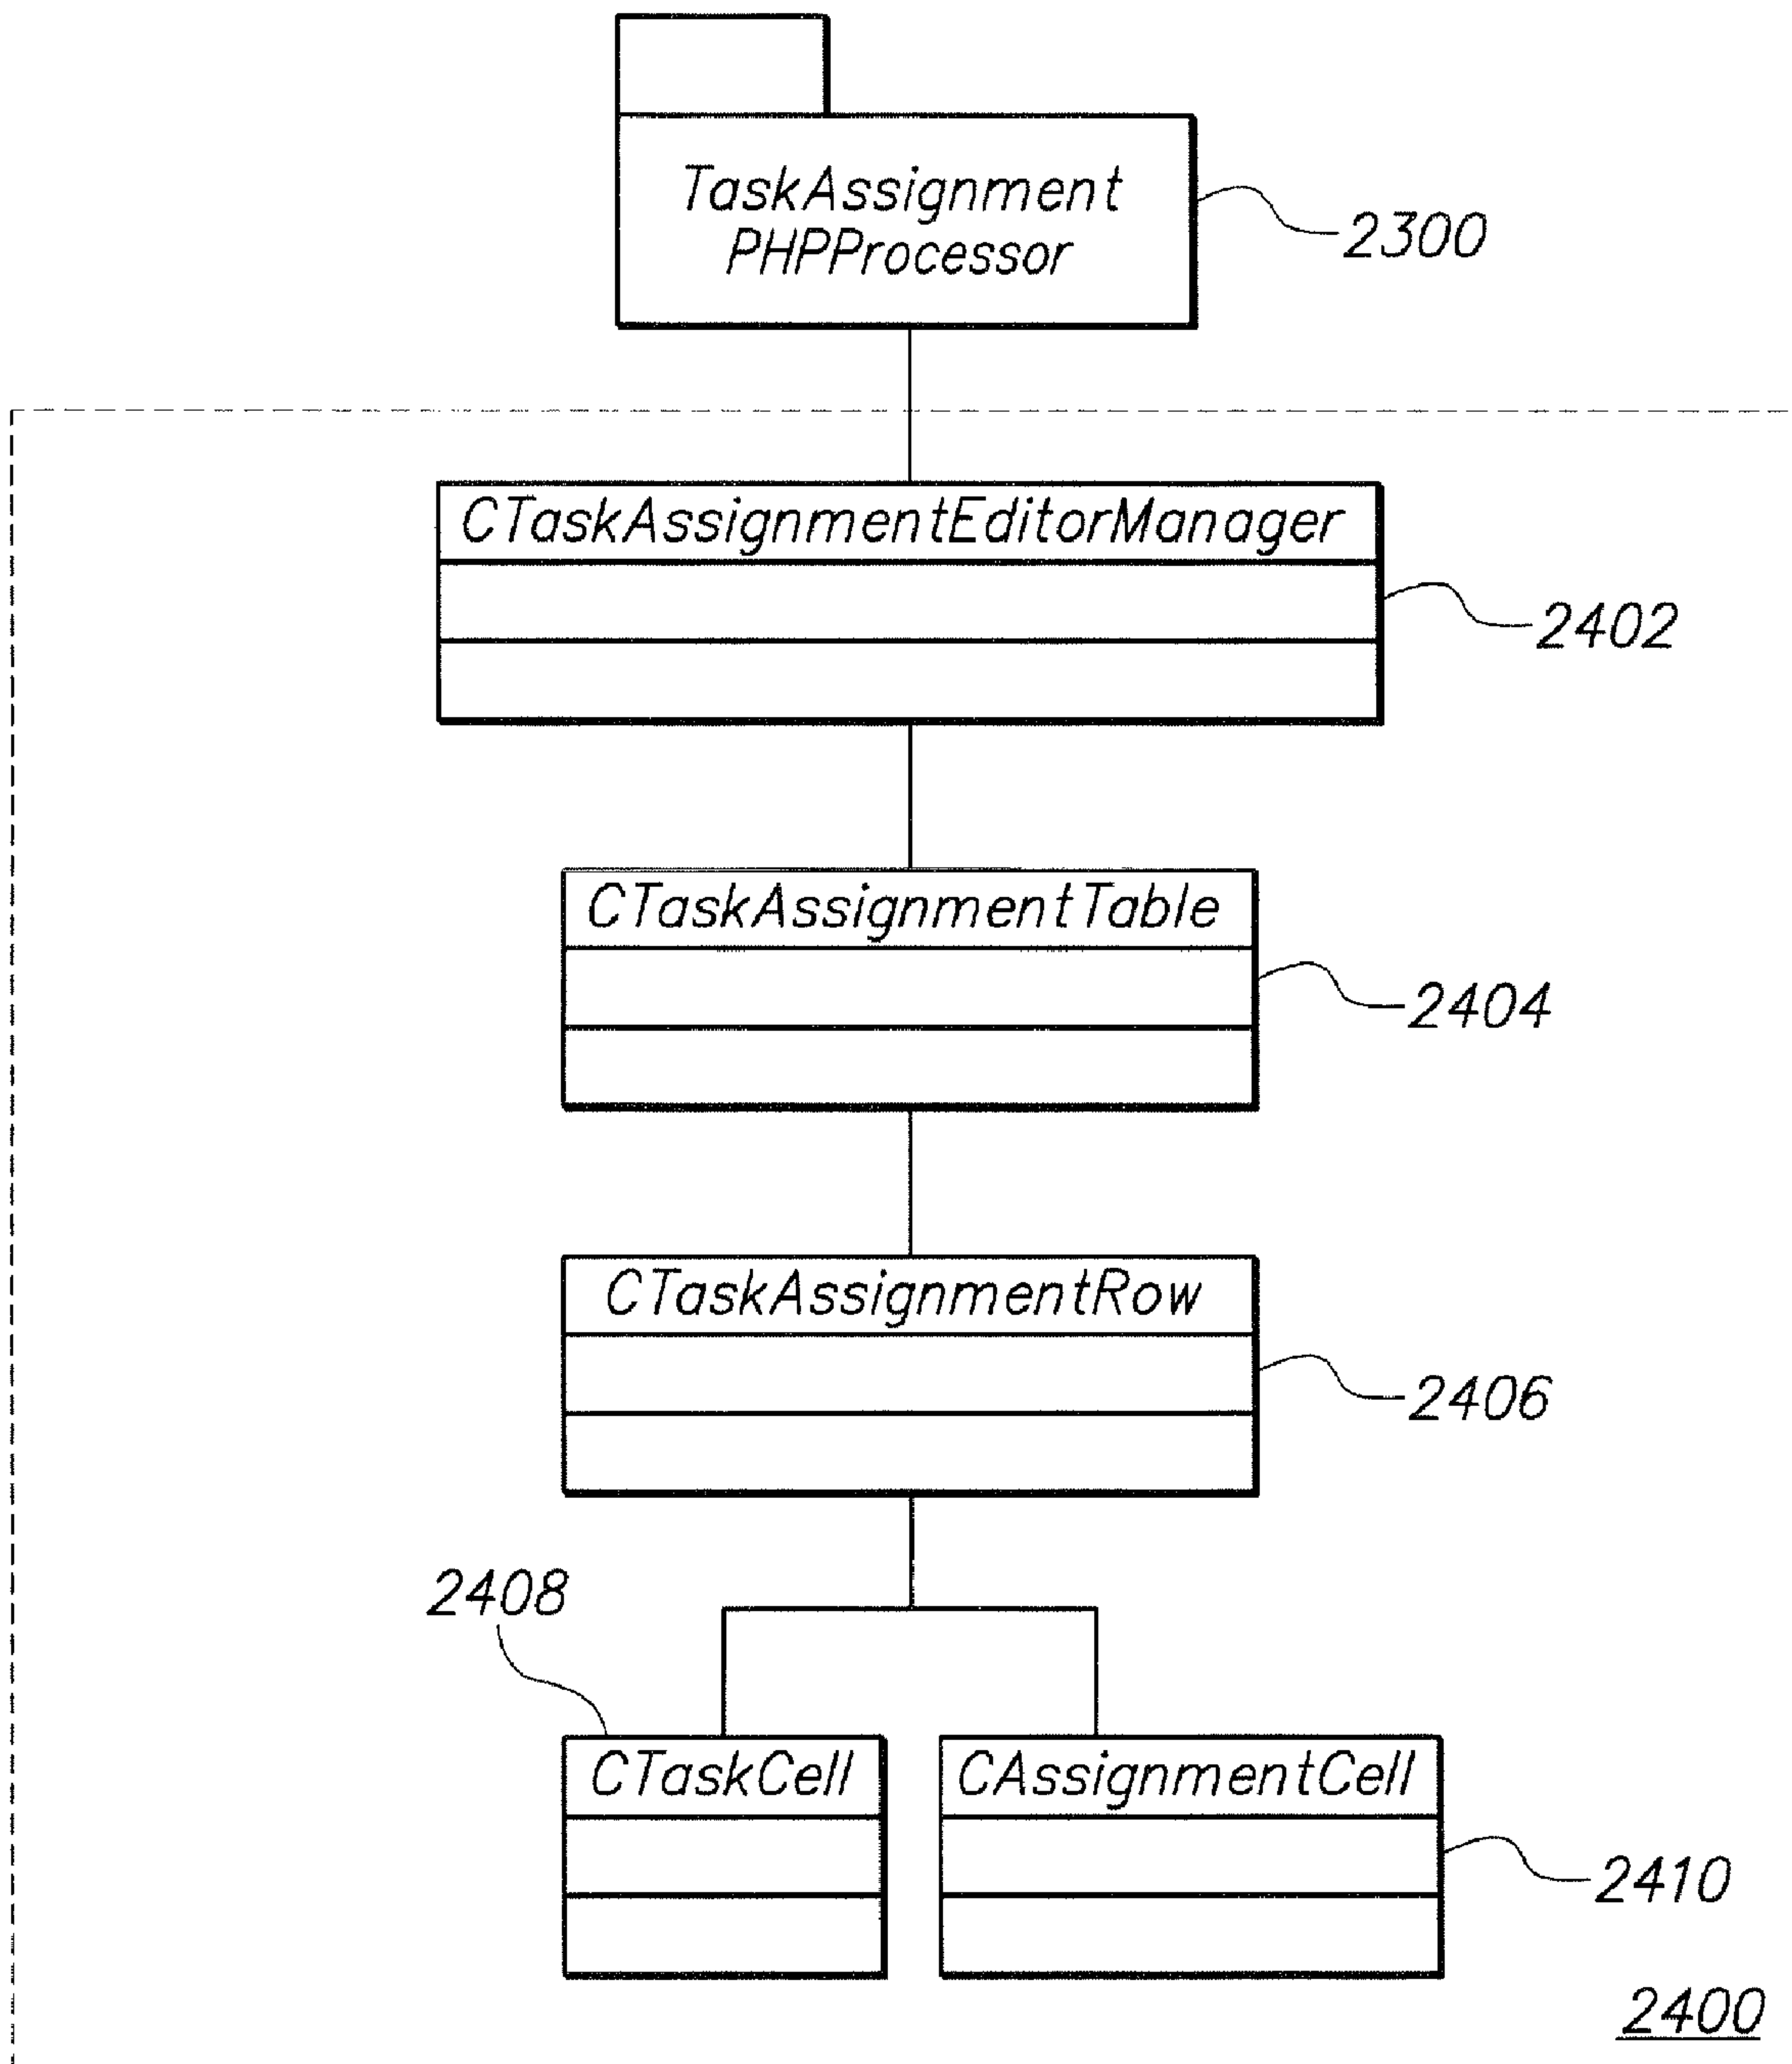 TaskAssignment
PHPProcessor
2300
CTaskAssignmentEditorManager
2402
CTaskAssignmentTable
2404
CTaskAssignmentRow
2406
2408
CTaskCell
CAssignmentCell
2410
2400